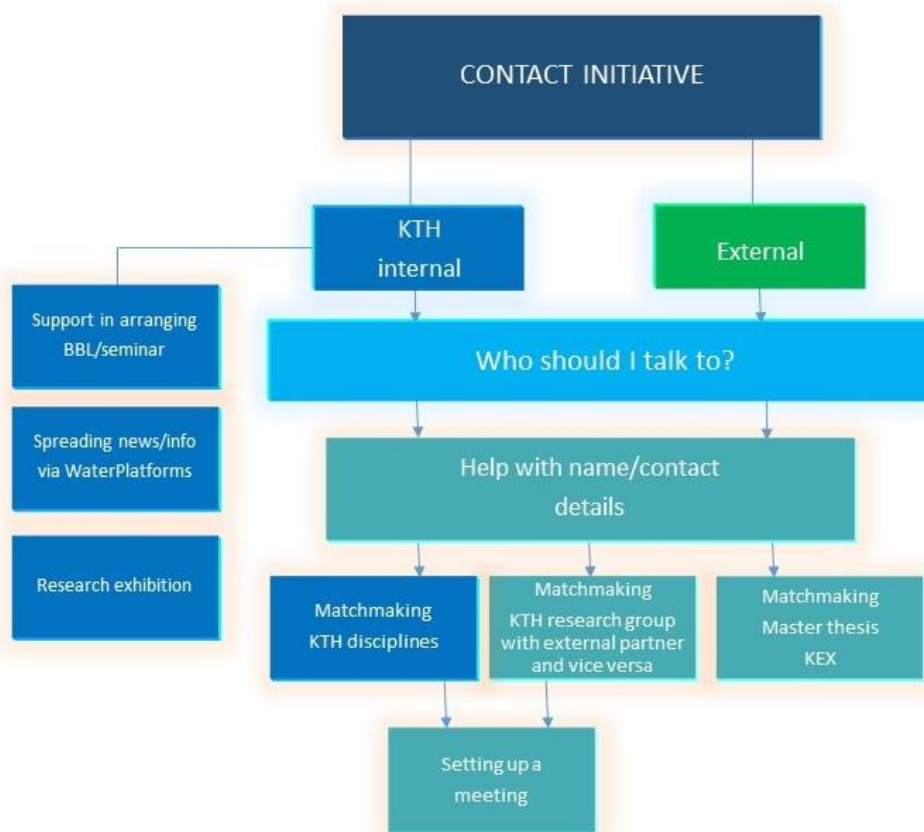 CONTACT INITIATIVE
KTH
internal
External
Support in arranging
BBL/seminar
Who should I talk to?
Spreading news/info
via WaterPlatforms
Help with name/contact
details
Research exhibition
Matchmaking
KTH disciplines
Matchmaking
KTH research group
with external partner
and vice versa
Matchmaking
Master thesis
KEX
Setting up a
meeting